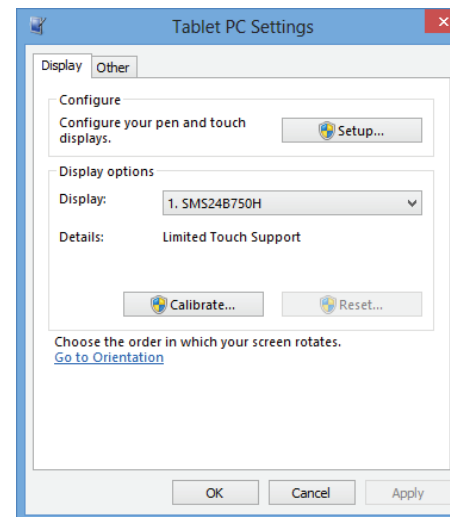 Tablet PC Settings
Display Other
Configure
Configure your pen and touch
displays.
Setup...
Display options
Display: 1. SMS24B750H
Details: Limited Touch Support
Calibrate... Reset...
Choose the order in which your screen rotates.
Go to Orientation
OK Cancel Apply